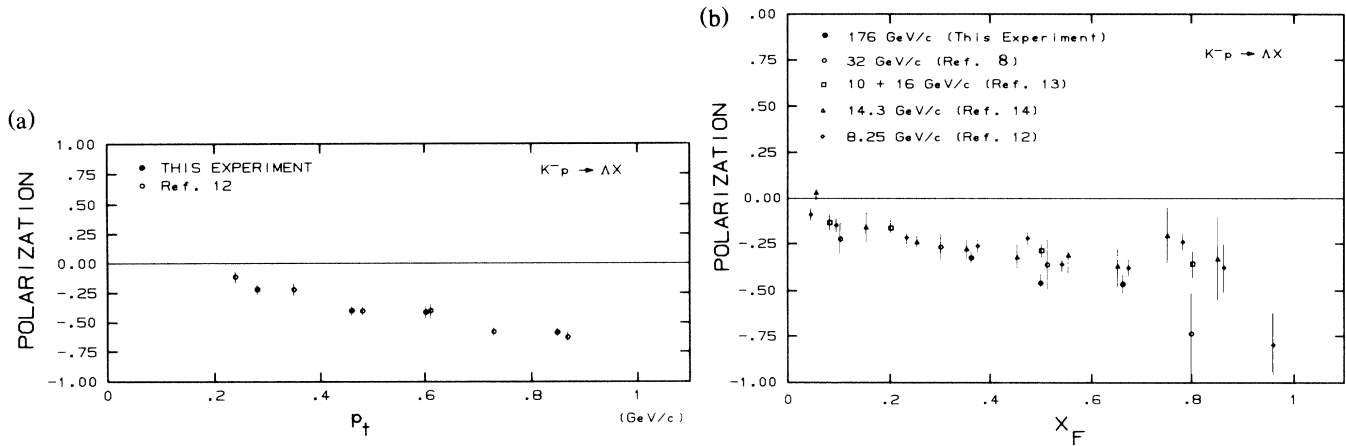 (a)
POLARIZATION
1.00
.75
.50
.25
0.00
-.25
-.50
-.75
-1.00
● THIS EXPERIMENT
○ Ref. 12
K⁻p → ΛX
0
.2
.4
.6
.8
1
(GeV/c)
p_t
(b)
POLARIZATION
.00
.75
.50
.25
0.00
-.25
-.50
-.75
-1.00
● 176 GeV/c (This Experiment)
○ 32 GeV/c (Ref. 8)
□ 10 + 16 GeV/c (Ref. 13)
▲ 14.3 GeV/c (Ref. 14)
⋄ 8.25 GeV/c (Ref. 12)
K⁻p → ΛX
0
.2
.4
.6
.8
1
X_F